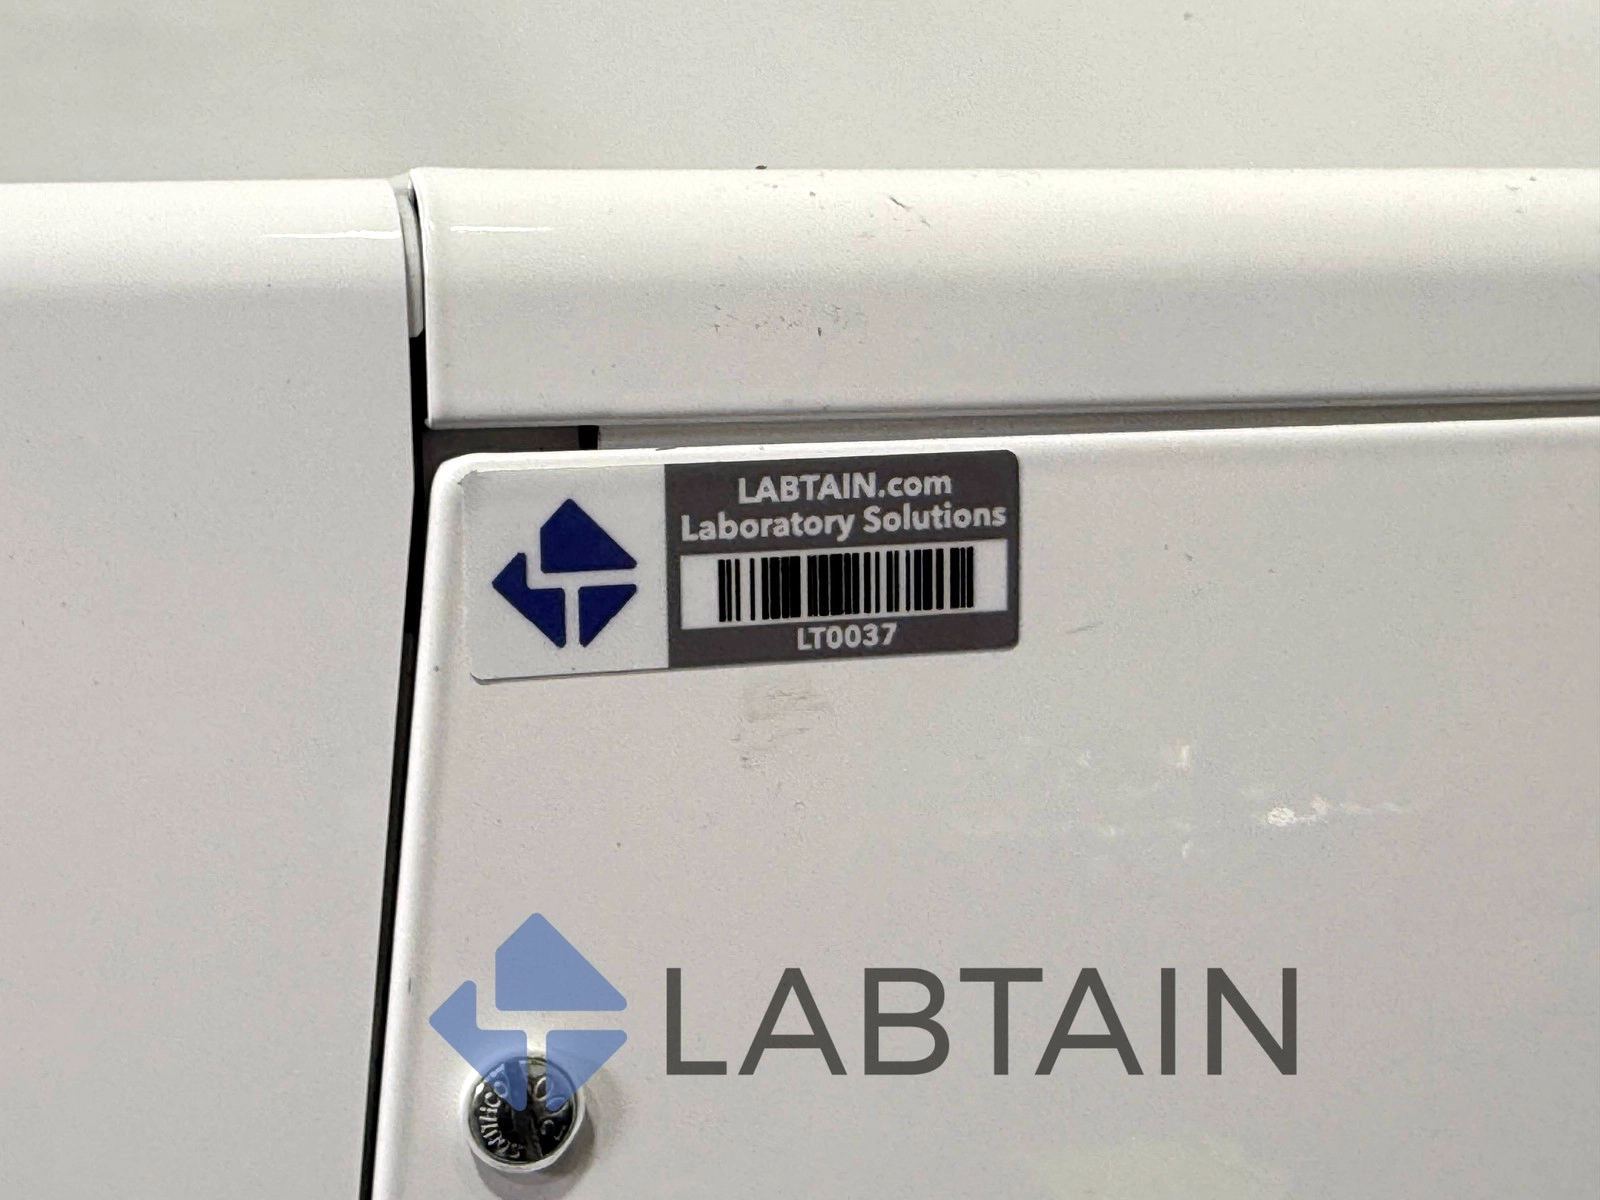 LABTAIN.com
Laboratory Solutions
LT0037
LABTAIN